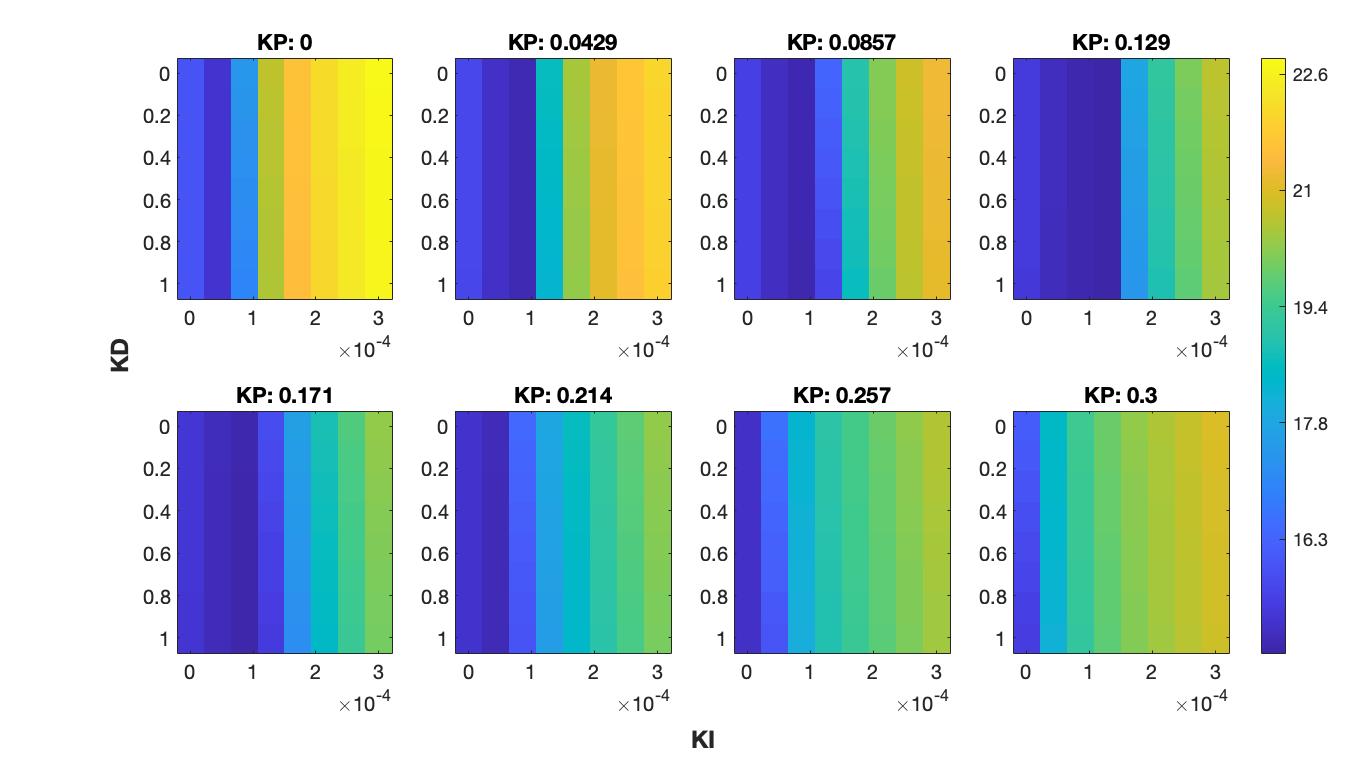 KP: 0 KP: 0.0429 KP: 0.0857 KP: 0.129
0 0 0 0 22.6
0.2 0.2 0.2 0.2
0.4 0.4 0.4 0.4 21
0.6 0.6 0.6 0.6
0.8 0.8 0.8 0.8
1 1 1 1 19.4
0 1 2 3 0 1 2 3 0 1 2 3 0 1 2 3
×10-4 ×10-4 ×10-4 ×10-4
KD
KP: 0.171 KP: 0.214 KP: 0.257 KP: 0.3
0 0 0 0 17.8
0.2 0.2 0.2 0.2
0.4 0.4 0.4 0.4
0.6 0.6 0.6 0.6 16.3
0.8 0.8 0.8 0.8
1 1 1 1
0 1 2 3 0 1 2 3 0 1 2 3 0 1 2 3
×10-4 ×10-4 ×10-4 ×10-4
KI